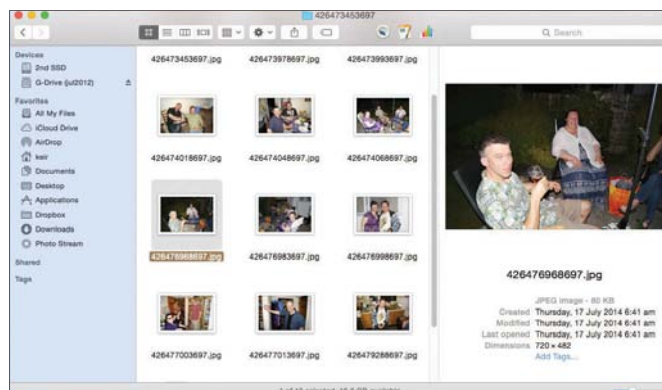 426473453697
Search
Devices
2nd SSD
G-Drive (jul2012)
Favorites
All My Files
iCloud Drive
AirDrop
keir
Documents
Desktop
Applications
Dropbox
Downloads
Photo Stream
Shared
Tags
426473453697.jpg 426473978697.jpg 426473993697.jpg
426474018697.jpg 426474048697.jpg 426474068697.jpg
426476968697.jpg 426476983697.jpg 426476998697.jpg
426477003697.jpg 426477013697.jpg 426479288697.jpg
426476968697.jpg
JPEG image - 80 KB
Created Thursday, 17 July 2014 6:41 am
Modified Thursday, 17 July 2014 6:41 am
Last opened Thursday, 17 July 2014 6:41 am
Dimensions 720 × 482
Add Tags...